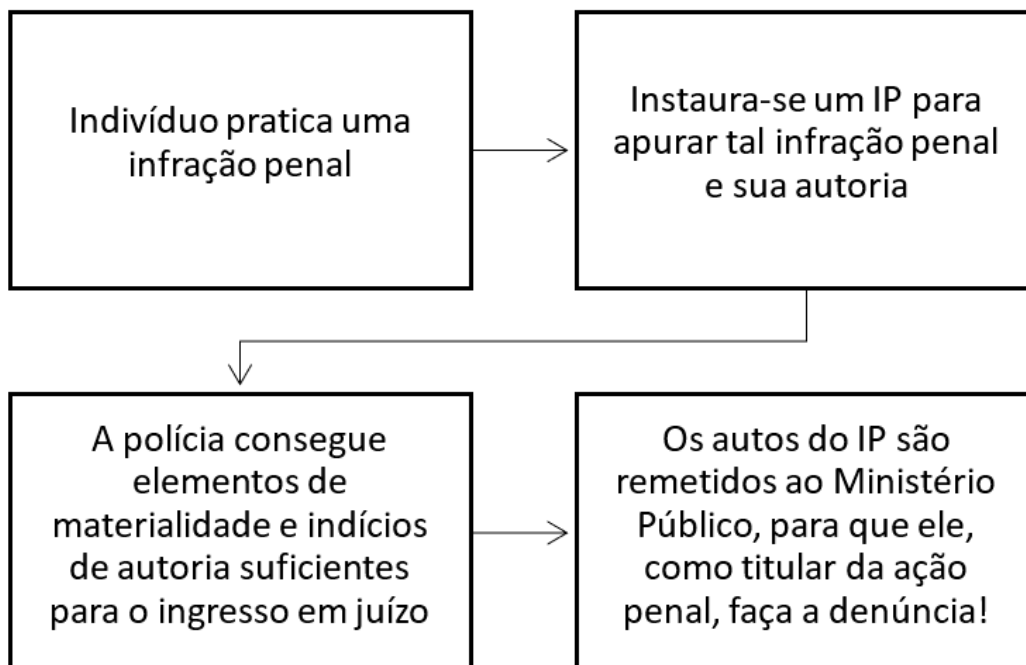 Indivíduo pratica uma
infração penal
Instaura-se um IP para
apurar tal infração penal
e sua autoria
A polícia consegue
elementos de
materialidade e indícios
de autoria suficientes
para o ingresso em juízo
Os autos do IP são
remetidos ao Ministério
Público, para que ele,
como titular da ação
penal, faça a denúncia!